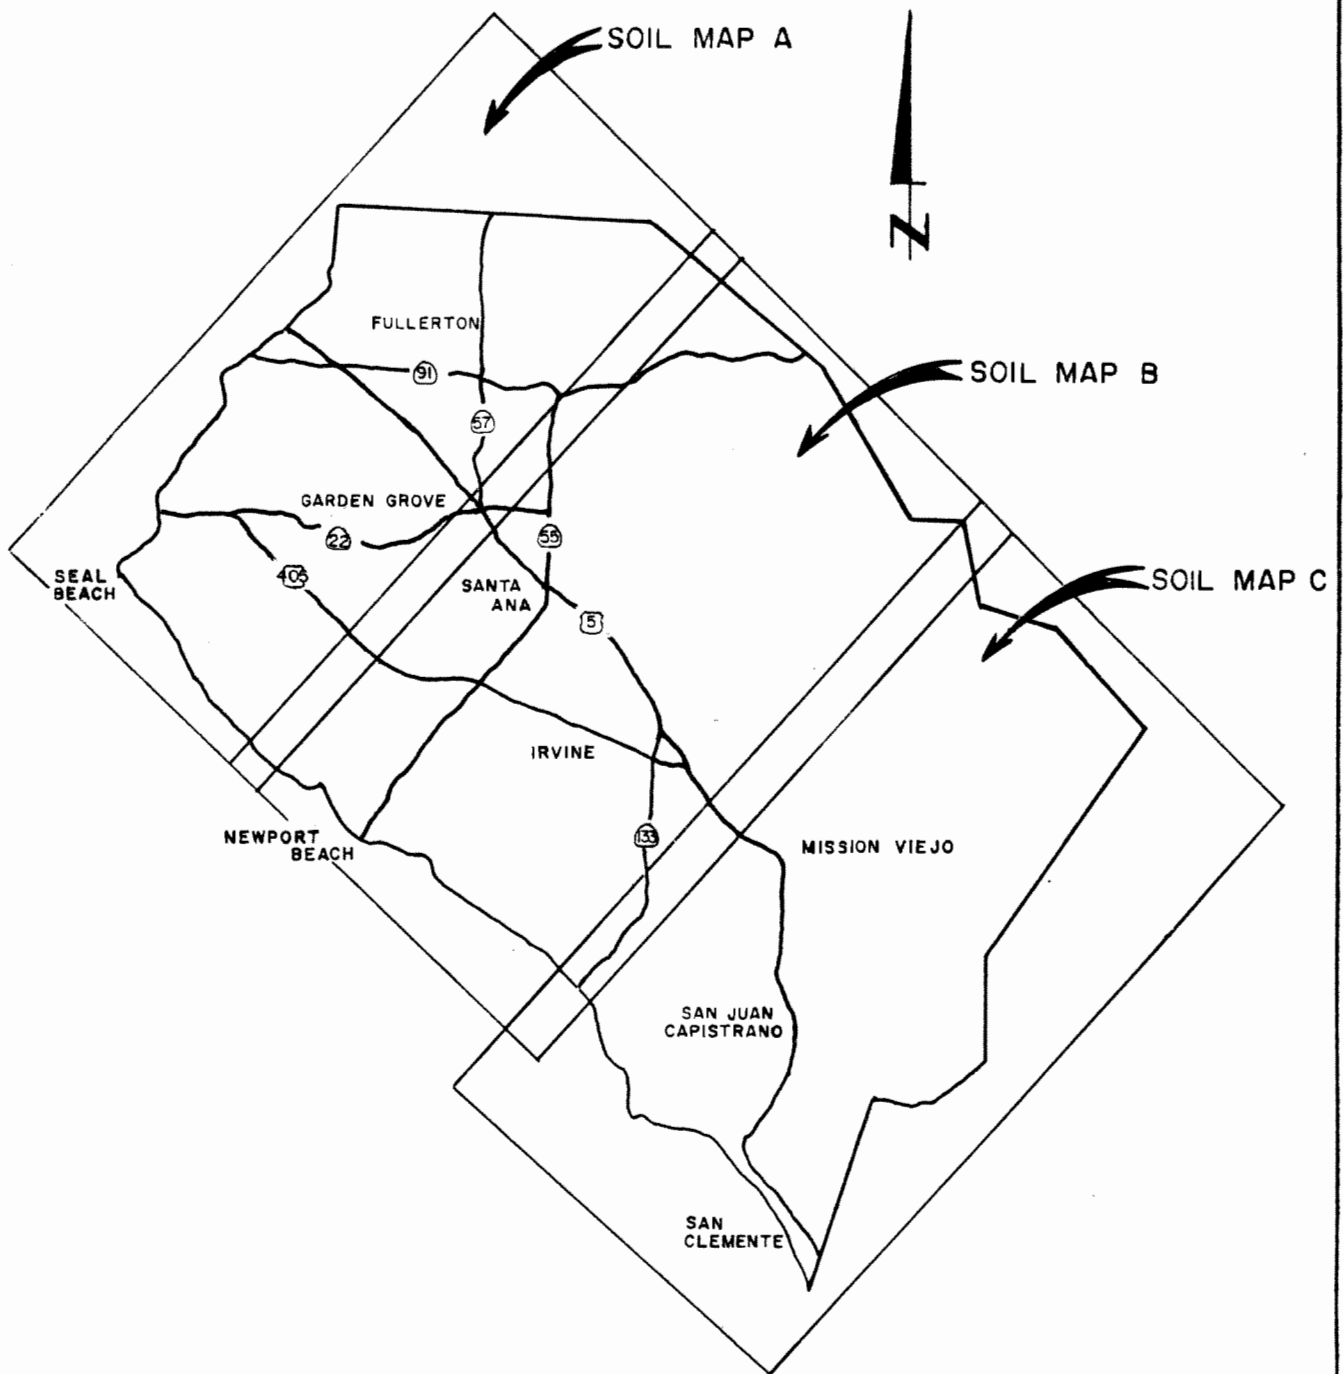 SOIL MAP A
N
FULLERTON
91
SOIL MAP B
57
GARDEN GROVE
22
55
405
SEAL
BEACH
SANTA
ANA
SOIL MAP C
5
IRVINE
NEWPORT
BEACH
133
MISSION VIEJO
SAN JUAN
CAPISTRANO
SAN
CLEMENTE